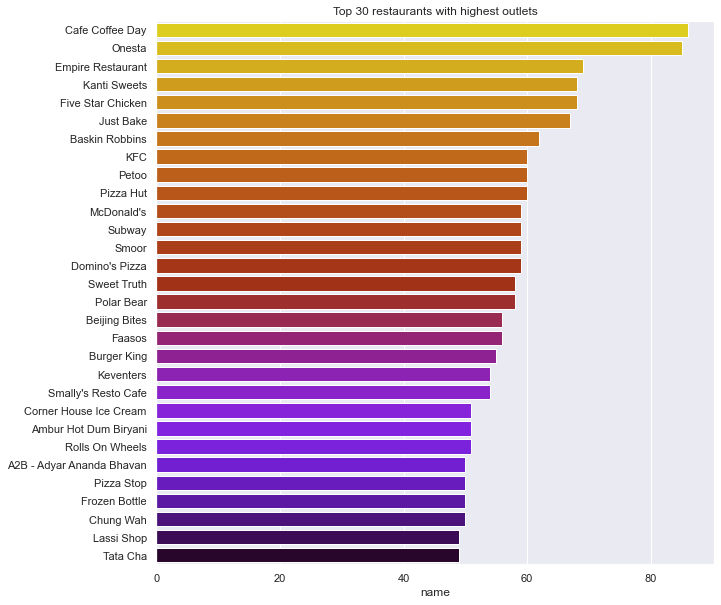 Top 30 restaurants with highest outlets
Cafe Coffee Day
Onesta
Empire Restaurant
Kanti Sweets
Five Star Chicken
Just Bake
Baskin Robbins
KFC
Petoo
Pizza Hut
McDonald's
Subway
Smoor
Domino's Pizza
Sweet Truth
Polar Bear
Beijing Bites
Faasos
Burger King
Keventers
Smally's Resto Cafe
Corner House Ice Cream
Ambur Hot Dum Biryani
Rolls On Wheels
A2B - Adyar Ananda Bhavan
Pizza Stop
Frozen Bottle
Chung Wah
Lassi Shop
Tata Cha
0 20 40 60 80
name